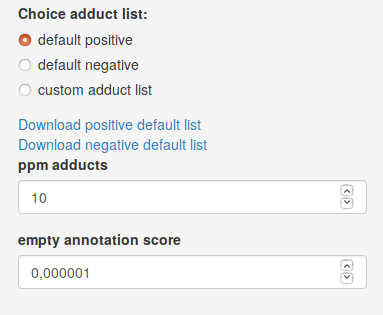 Choice adduct list:
default positive
default negative
custom adduct list
Download positive default list
Download negative default list
ppm adducts
10
empty annotation score
0,000001